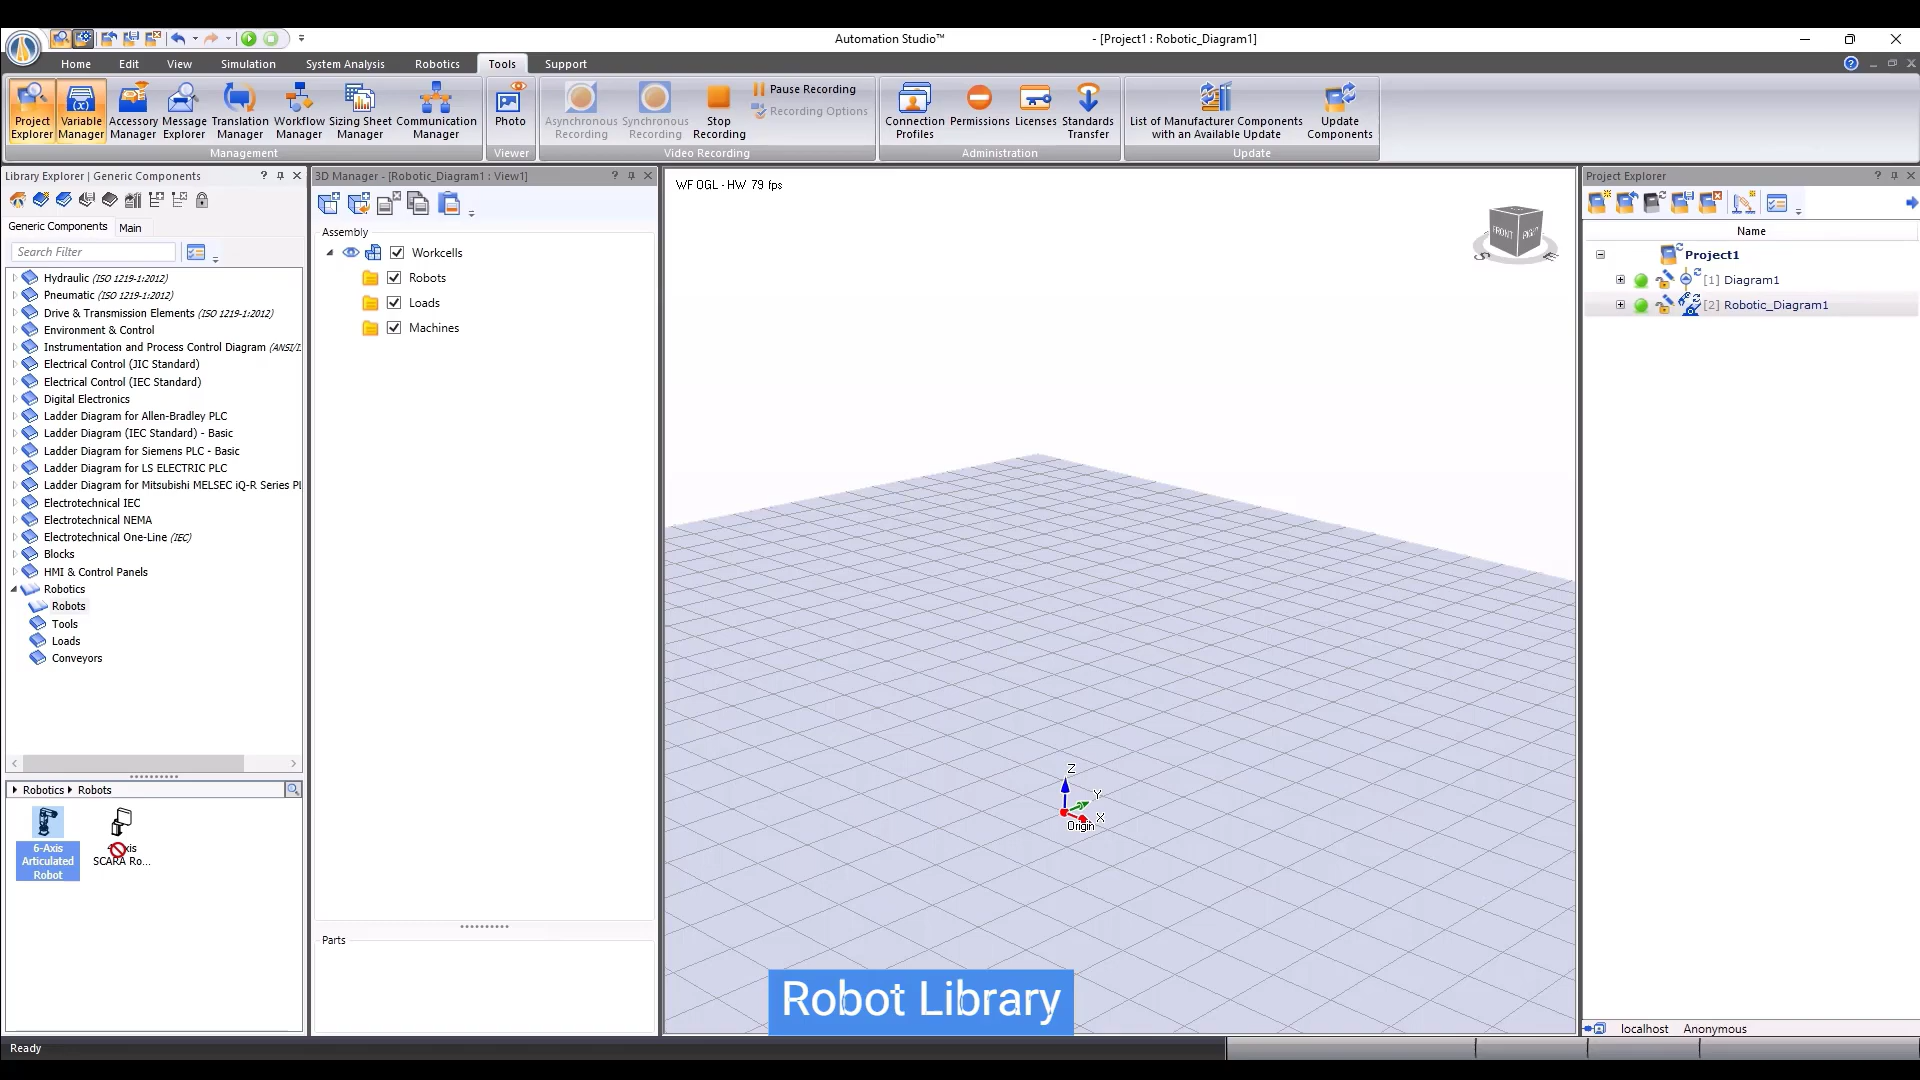 Automation Studio™
- [Project1 : Robotic_Diagram1]
Home Edit View Simulation System Analysis Robotics Tools Support
Project Explorer
Variable Manager
Accessory Manager
Message Explorer
Translation Manager
Workflow Manager
Sizing Sheet Manager
Communication Manager
Management
Photo
Viewer
Asynchronous Recording
Synchronous Recording
Stop Recording
Pause Recording
Recording Options
Video Recording
Connection Profiles
Permissions
Licenses
Standards Transfer
Administration
List of Manufacturer Components with an Available Update
Update Components
Update
Library Explorer | Generic Components
Generic Components Main
Search Filter
Hydraulic (ISO 1219-1:2012)
Pneumatic (ISO 1219-1:2012)
Drive & Transmission Elements (ISO 1219-1:2012)
Environment & Control
Instrumentation and Process Control Diagram
Electrical Control (JIC Standard)
Electrical Control (IEC Standard)
Digital Electronics
Ladder Diagram for Allen-Bradley PLC
Ladder Diagram (IEC Standard) - Basic
Ladder Diagram for Siemens PLC - Basic
Ladder Diagram for LS ELECTRIC PLC
Ladder Diagram for Mitsubishi MELSEC iQ-R Series
Electrotechnical IEC
Electrotechnical NEMA
Electrotechnical One-Line (IEC)
Blocks
HMI & Control Panels
Robotics
Robots
Tools
Loads
Conveyors
Robotics Robots
6-Axis
Articulated
Robot
SCARA Ro...
3D Manager - [Robotic_Diagram1 : View1]
Assembly
Workcells
Robots
Loads
Machines
Parts
WF OGL - HW 79 fps
FRONT
S
E
Z
Y
X
Origin
Robot Library
Project Explorer
Name
Project1
[1] Diagram1
[2] Robotic_Diagram1
localhost Anonymous
Ready